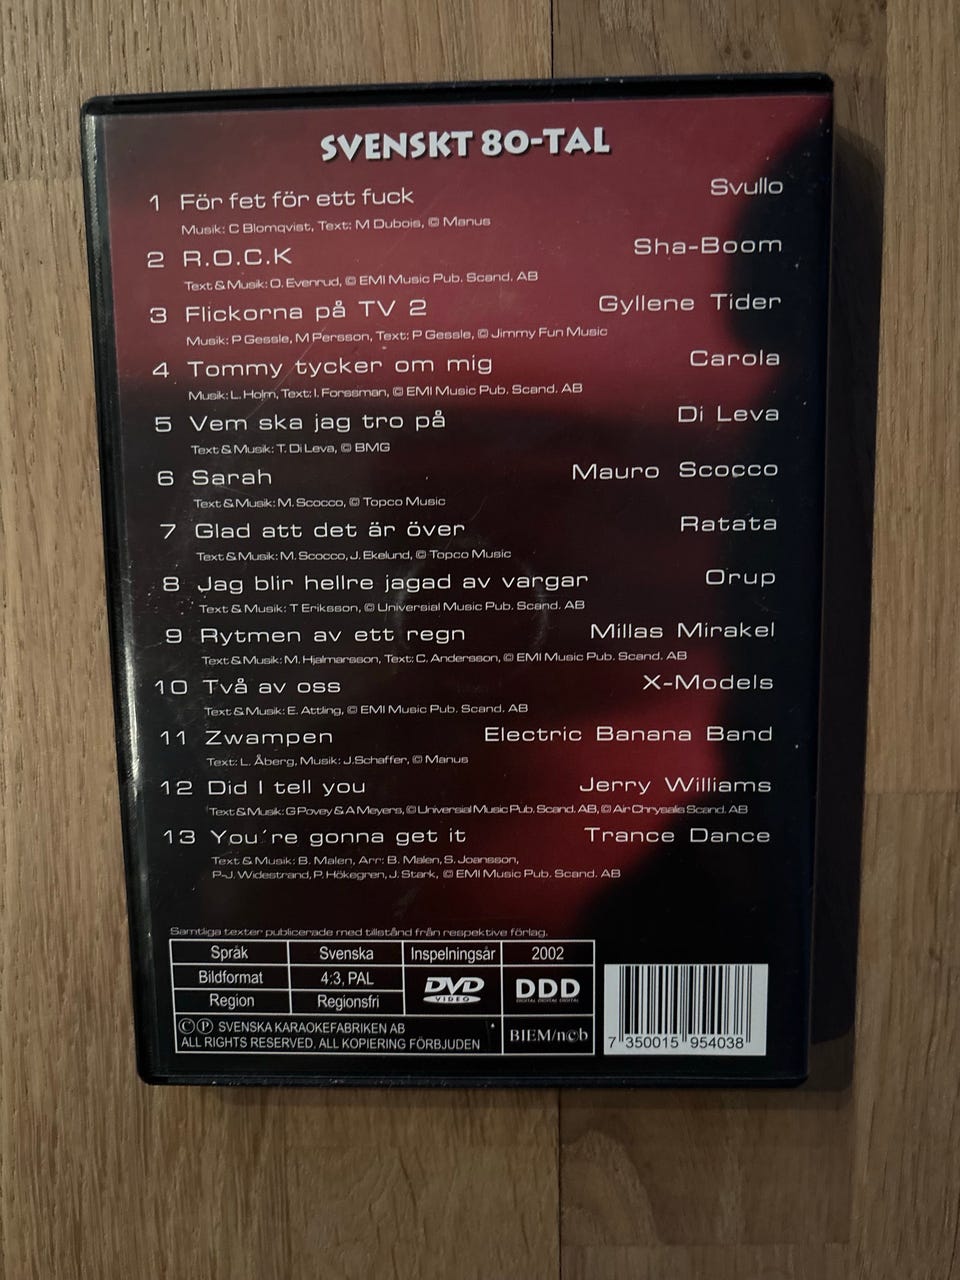 SVENSKT 80-TAL
1 För fet för ett fuck Svullo
Musik: C Blomqvist, Text: M Dubois, © Manus
2 R.O.C.K Sha-Boom
Text & Musik: O. Evenrud, © EMI Music Pub. Scand. AB
3 Flickorna på TV 2 Gyllene Tider
Musik: P Gessle, M Persson, Text: P Gessle, © Jimmy Fun Music
4 Tommy tycker om mig Carola
Musik: L. Holm, Text: I. Forssman, © EMI Music Pub. Scand. AB
5 Vem ska jag tro på Di Leva
Text & Musik: T. Di Leva, © BMG
6 Sarah Mauro Scocco
Text & Musik: M. Scocco, © Topco Music
7 Glad att det är över Ratata
Text & Musik: M. Scocco, J. Ekelund, © Topco Music
8 Jag blir hellre jagad av vargar Orup
Text & Musik: T Eriksson, © Universial Music Pub. Scand. AB
9 Rytmen av ett regn Millas Mirakel
Text & Musik: M. Hjalmarsson, Text: C. Andersson, © EMI Music Pub. Scand. AB
10 Två av oss X-Models
Text & Musik: E. Attling, © EMI Music Pub. Scand. AB
11 Zwampen Electric Banana Band
Text: L. Åberg, Musik: J.Schaffer, © Manus
12 Did I tell you Jerry Williams
Text & Musik: G Povey & A Meyers, © Universial Music Pub. Scand. AB, © Air Chrysalis Scand. AB
13 You´re gonna get it Trance Dance
Text & Musik: B. Malen, Arr: B. Malen, S. Joansson,
P-J. Widestrand, P. Hökegren, J. Stark, © EMI Music Pub. Scand. AB
Samtliga texter publicerade med tillstånd från respektive förlag.
Språk Svenska Inspelningsår 2002
Bildformat 4:3, PAL DVD VIDEO DDD DIGITAL DIGITAL DIGITAL
Region Regionsfri
© ℗ SVENSKA KARAOKEFABRIKEN AB
ALL RIGHTS RESERVED. ALL KOPIERING FÖRBJUDEN BIEM/n©b
7 350015 954038